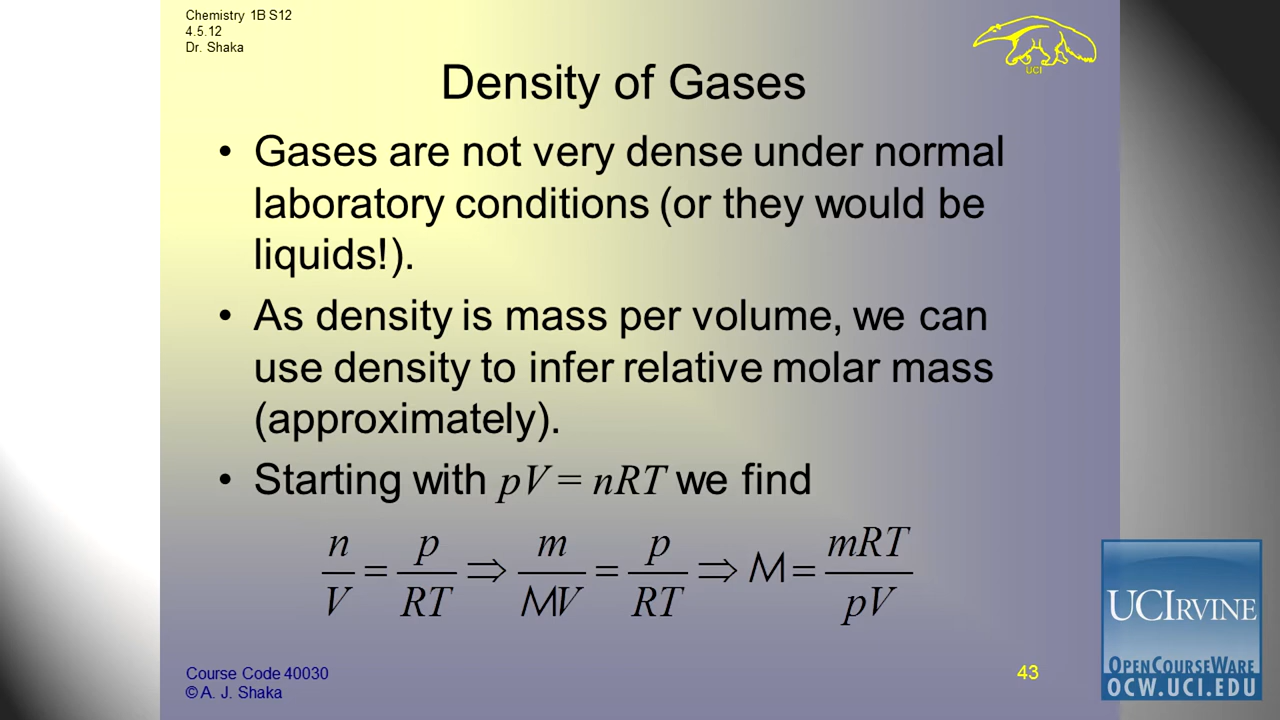 Chemistry 1B S12
4.5.12
Dr. Shaka
UCI
Density of Gases
• Gases are not very dense under normal
laboratory conditions (or they would be
liquids!).
• As density is mass per volume, we can
use density to infer relative molar mass
(approximately).
• Starting with pV = nRT we find
n/V = p/RT ⇒ m/MV = p/RT ⇒ M = mRT/pV
Course Code 40030
© A. J. Shaka
43
UCIRVINE
OPENCOURSEWARE
OCW.UCI.EDU